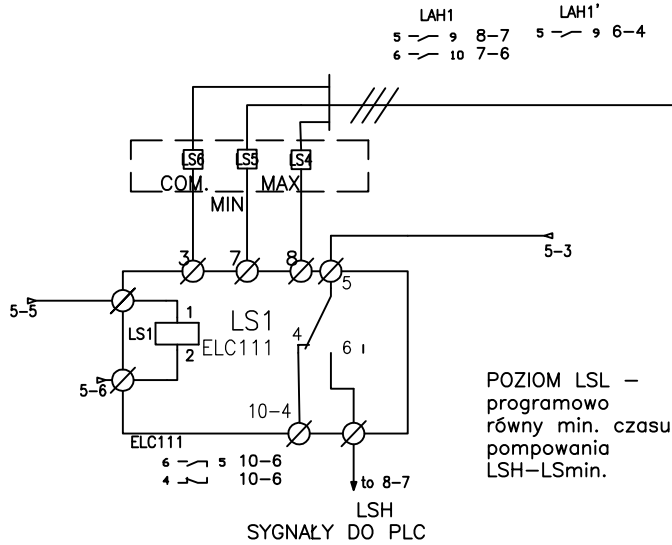 LAH1
5 9 8-7
6 10 7-6
LAH1'
5 9 6-4
LS6
LS5
LS4
COM.
MAX
MIN
3
7
8
5
5-3
5-5
1
LS1
2
LS1
ELC111
4
6
5-6
10-4
ELC111
6 5 10-6
4 10-6
to 8-7
LSH
SYGNAŁY DO PLC
POZIOM LSL –
programowo
równy min. czasu
pompowania
LSH-LSmin.